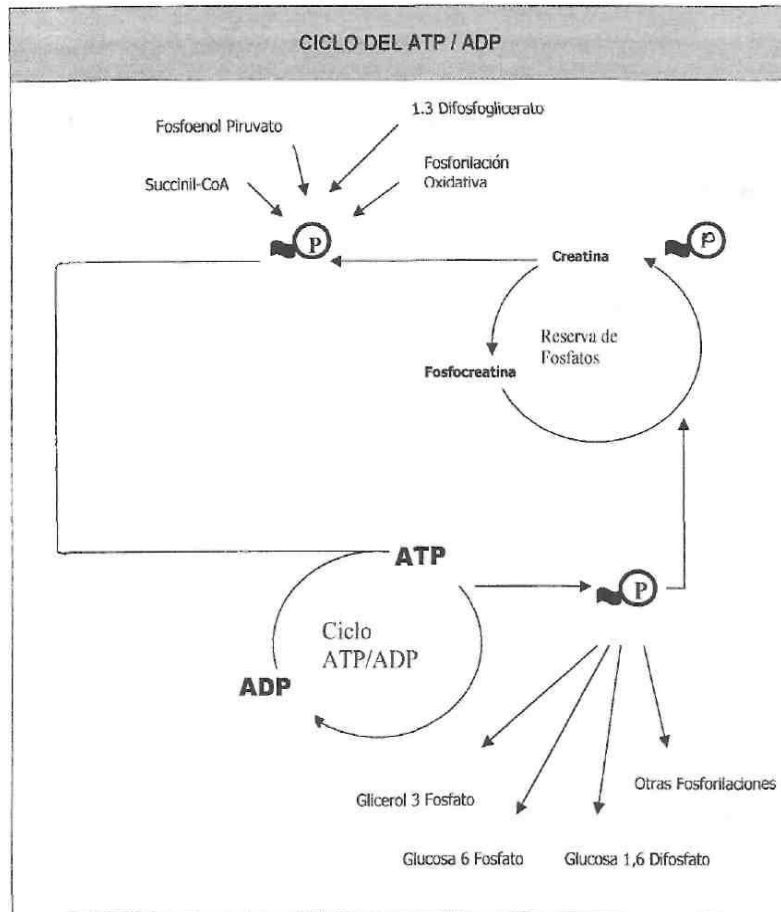 CICLO DEL ATP / ADP
1.3 Difosfoglicerato
Fosfoenol Piruvato
Fosforilación
Oxidativa
Succinil-CoA
P
P
Creatina
Reserva de
Fosfatos
Fosfocreatina
ATP
P
Ciclo
ATP/ADP
ADP
Glicerol 3 Fosfato
Otras Fosforilaciones
Glucosa 6 Fosfato
Glucosa 1,6 Difosfato